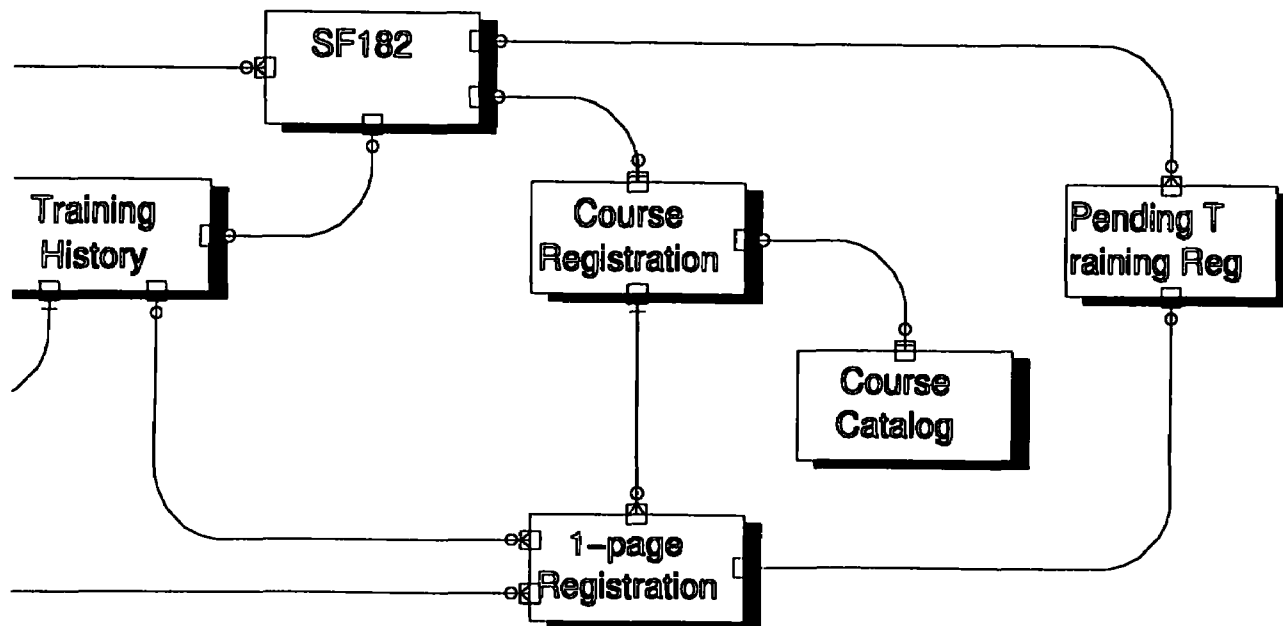 SF182
Training
History
Course
Registration
Pending T
raining Reg
Course
Catalog
1-page
Registration